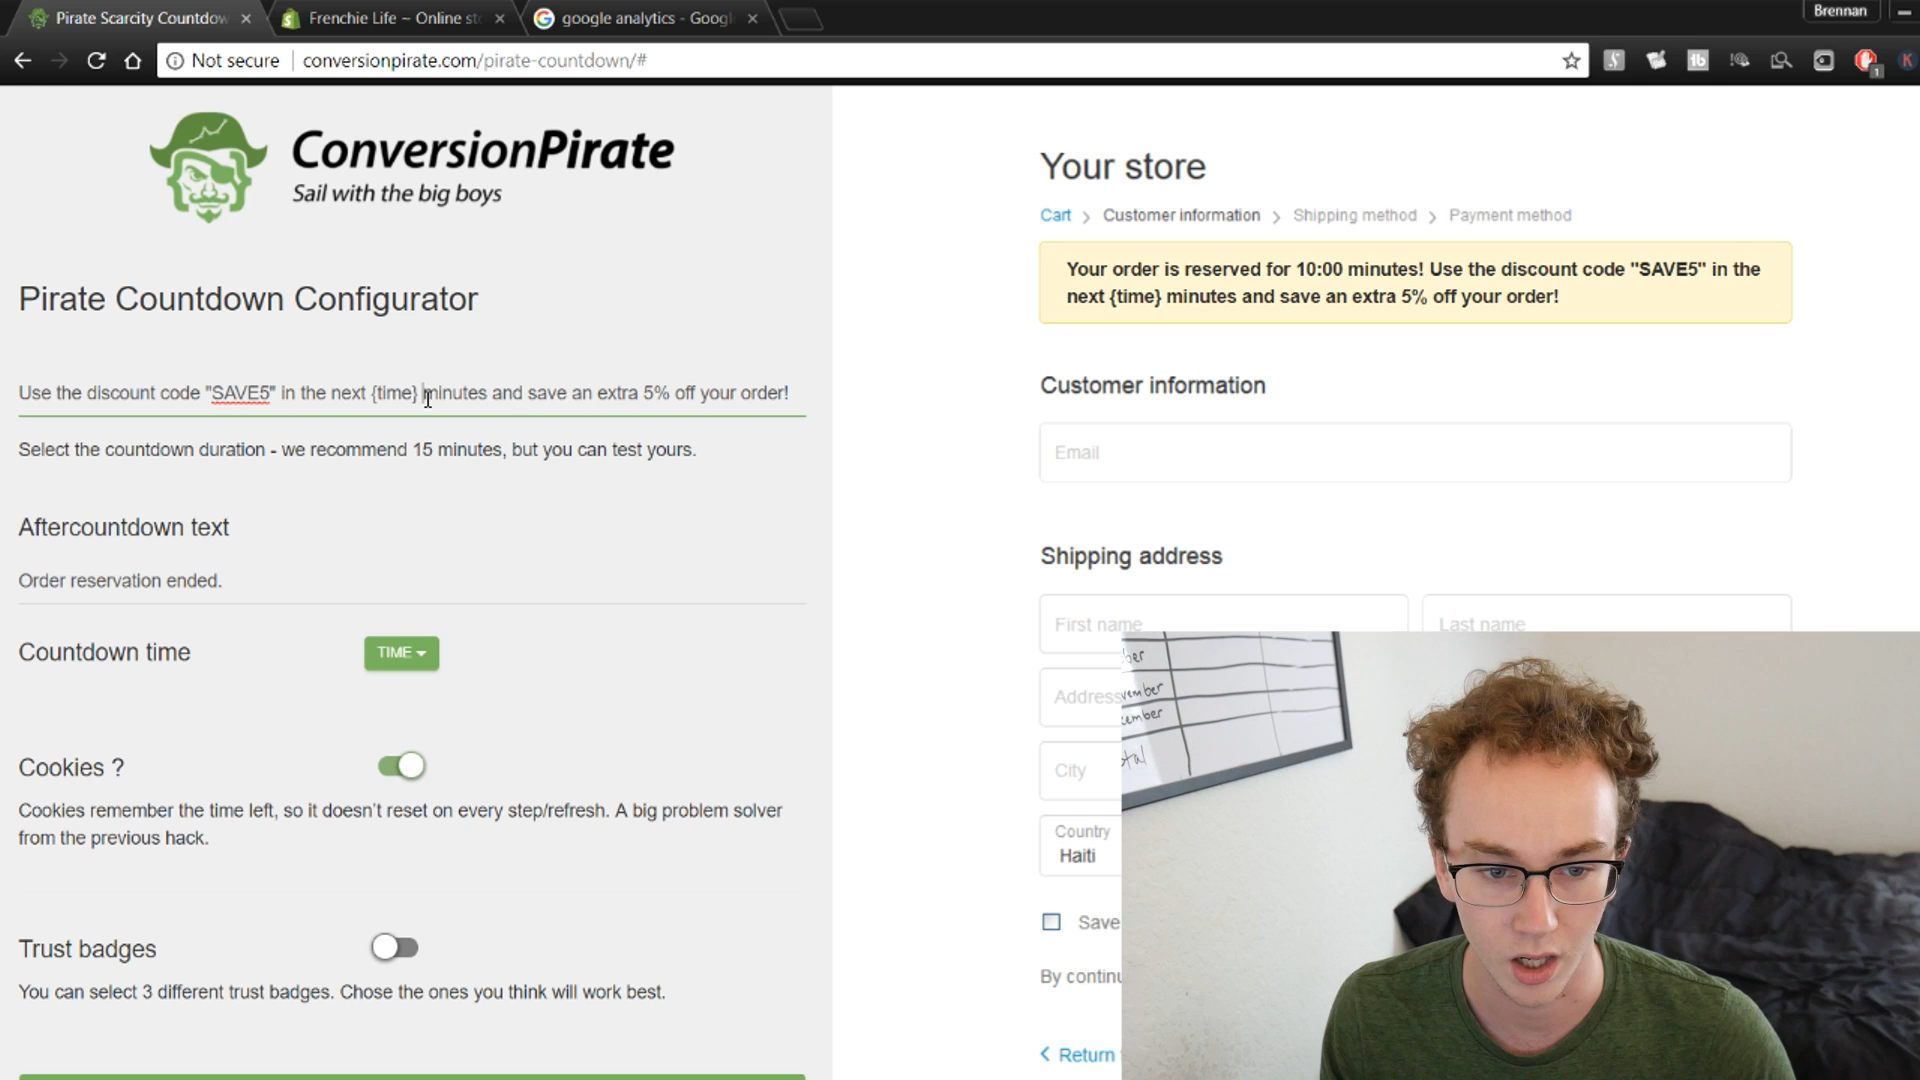 Pirate Scarcity Countdow
Frenchie Life ~ Online st
google analytics - Googl
Brennan
Not secure
conversionpirate.com/pirate-countdown/#
1
ConversionPirate
Sail with the big boys
Pirate Countdown Configurator
Use the discount code "SAVE5" in the next {time} minutes and save an extra 5% off your order!
Select the countdown duration - we recommend 15 minutes, but you can test yours.
Aftercountdown text
Order reservation ended.
Countdown time
TIME
Cookies ?
Cookies remember the time left, so it doesn't reset on every step/refresh. A big problem solver
from the previous hack.
Trust badges
You can select 3 different trust badges. Chose the ones you think will work best.
Your store
Cart > Customer information > Shipping method > Payment method
Your order is reserved for 10:00 minutes! Use the discount code "SAVE5" in the
next {time} minutes and save an extra 5% off your order!
Customer information
Email
Shipping address
First name
Last name
Address
City
Country
Haiti
Save
By continu
Return
ber
vember
cember
otal